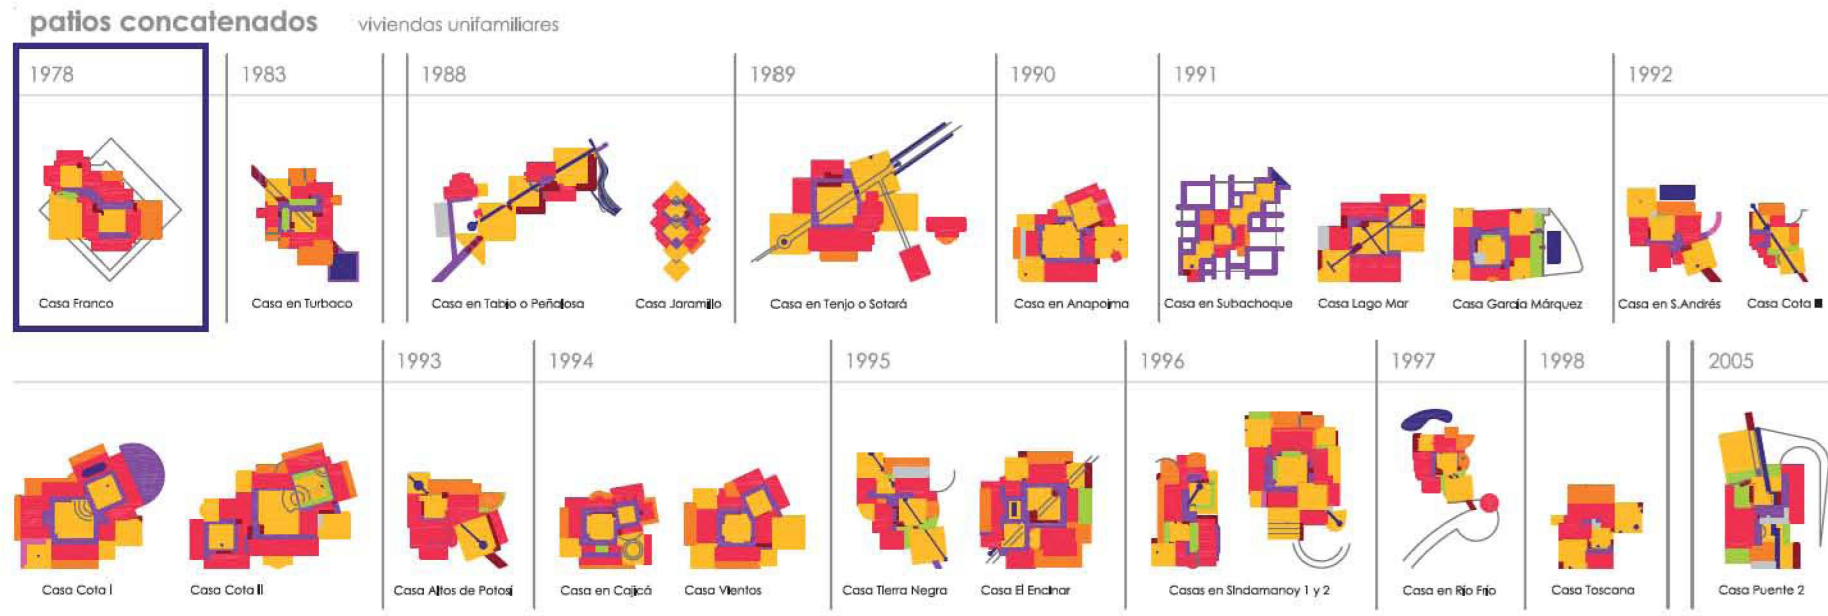 patios concatenados viviendas unifamiliares
1978 1983 1988 1989 1990 1991 1992
Casa Franco Casa en Turbaco Casa en Tabio o Peñalosa Casa Jaramillo Casa en Tenjo o Sotará Casa en Anapoima Casa en Subachoque Casa Lago Mar Casa García Márquez Casa en S.Andrés Casa Cota III
1993 1994 1995 1996 1997 1998 2005
Casa Cota I Casa Cota II Casa Altos de Potosí Casa en Cajicá Casa Vientos Casa Tierra Negra Casa El Encinar Casas en Sindamanoy 1 y 2 Casa en Río Frío Casa Toscana Casa Puente 2